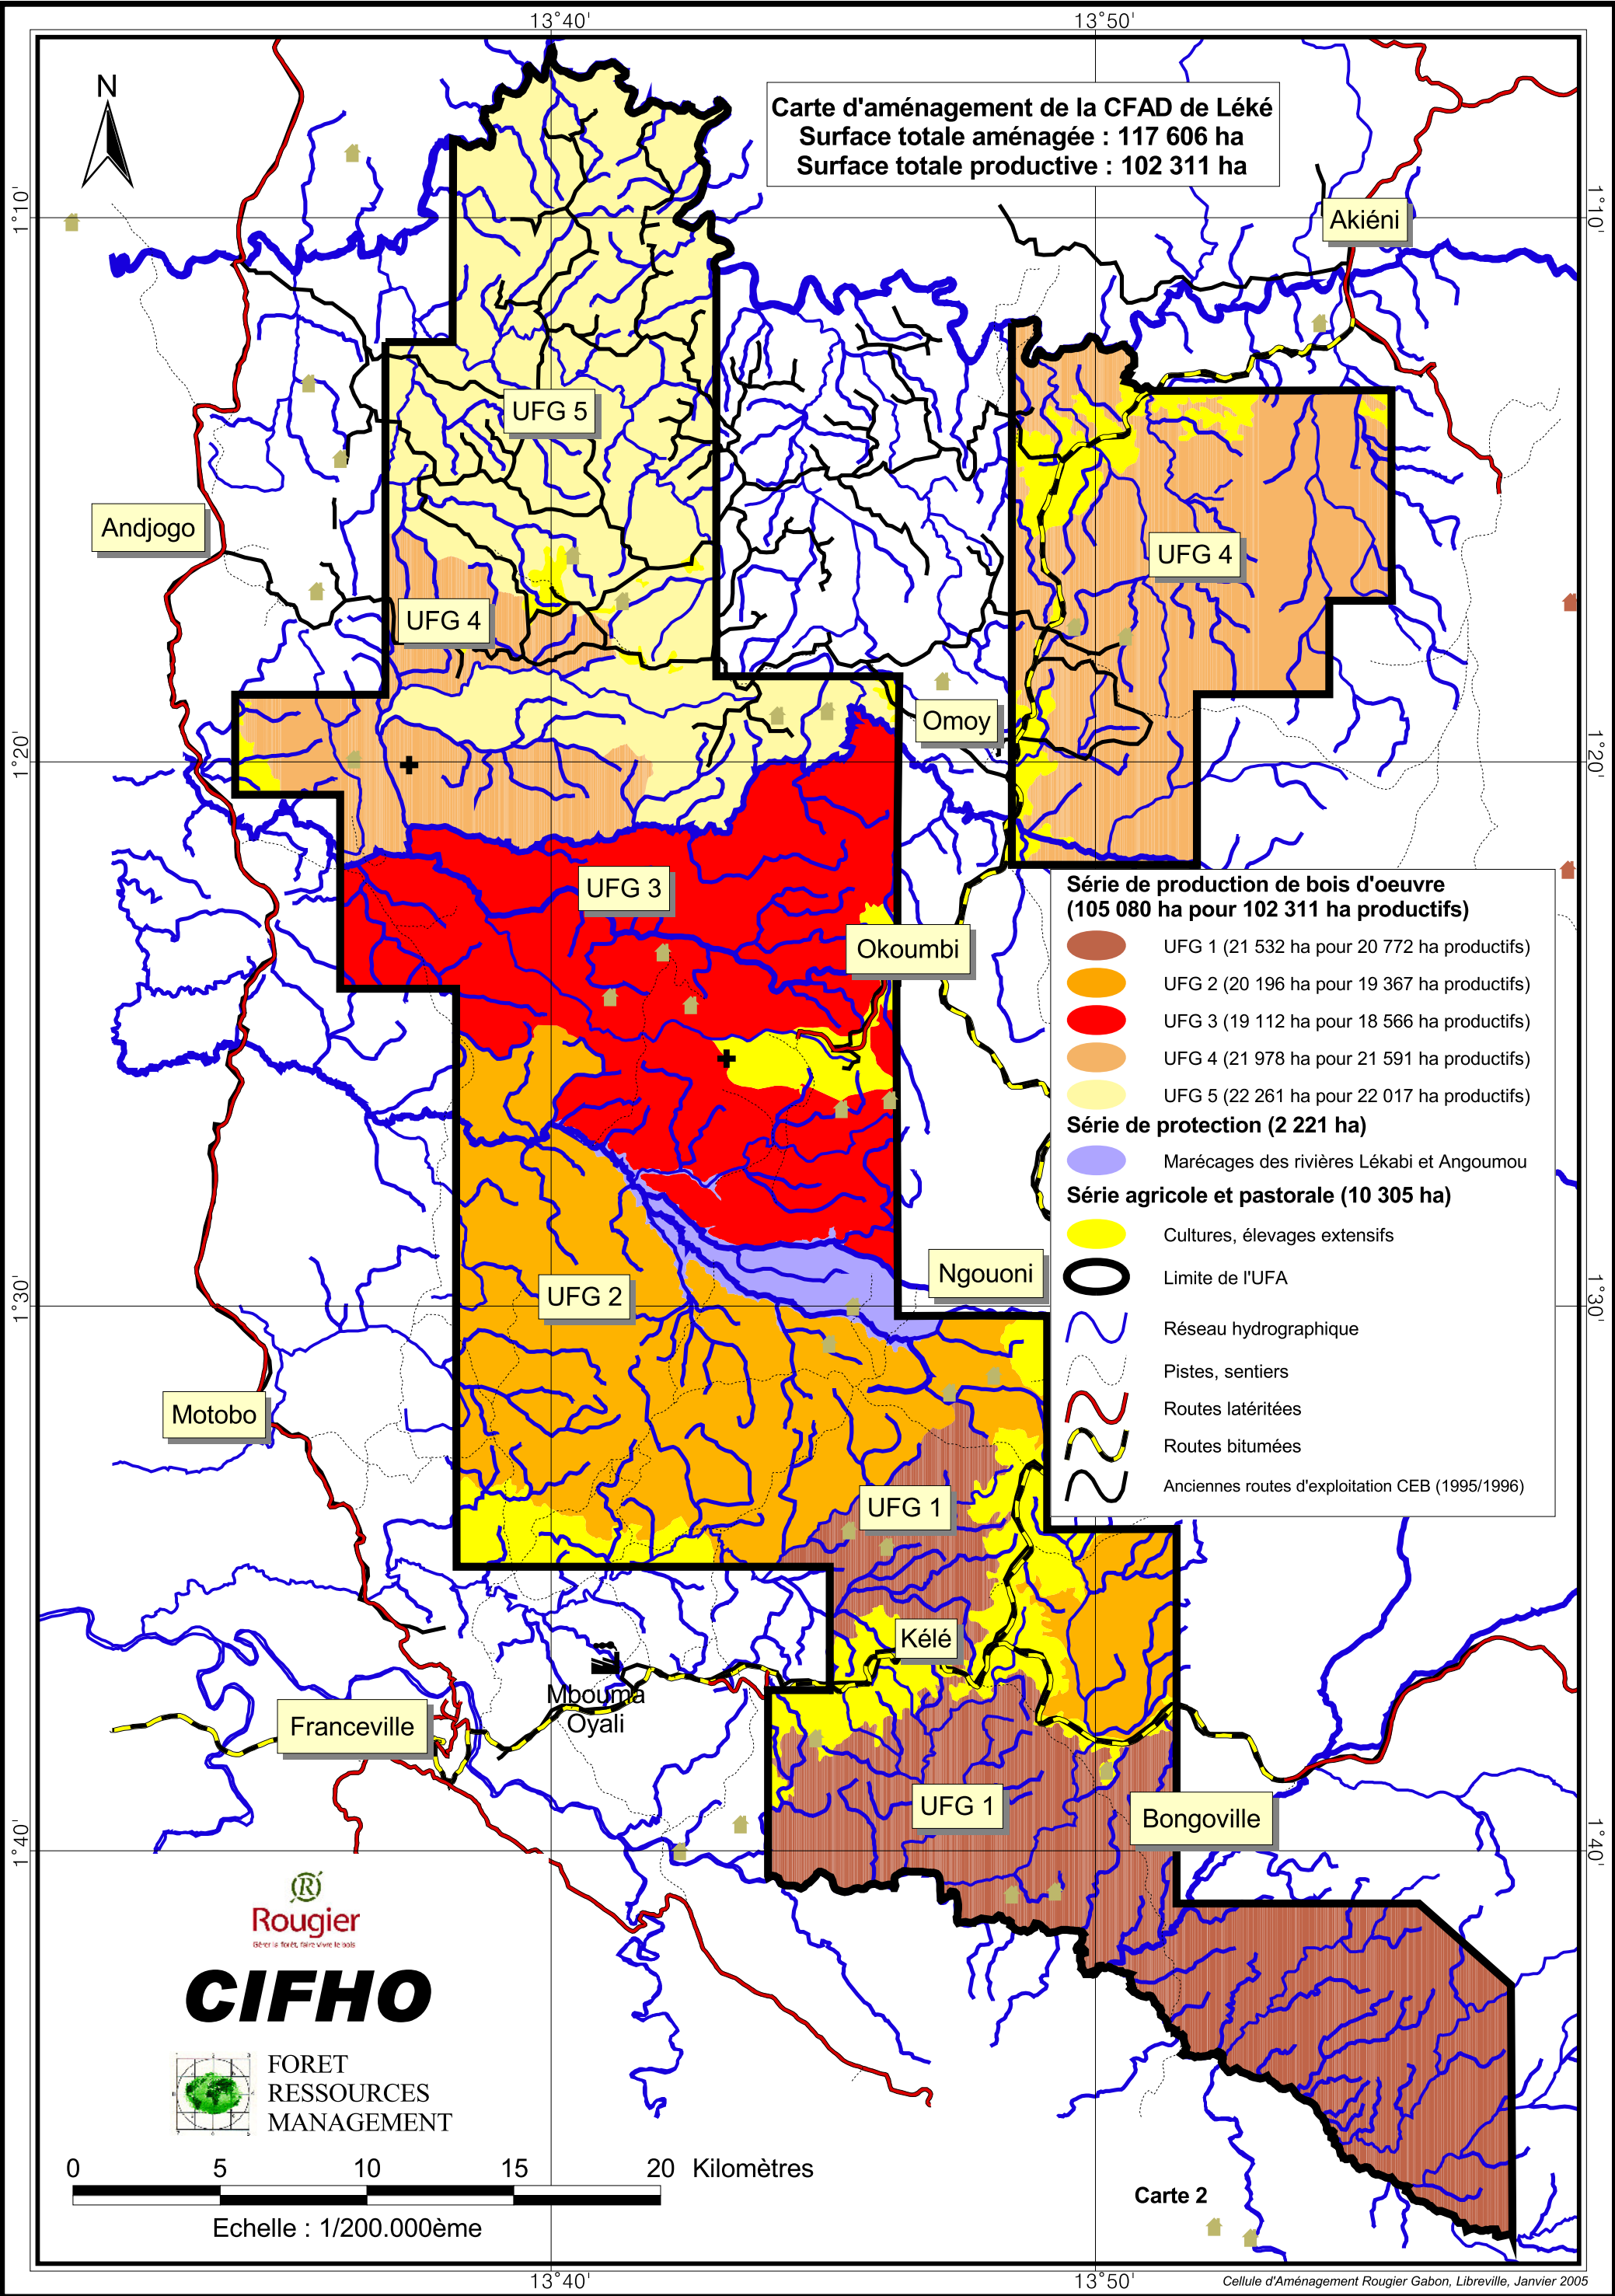 13°40'
13°50'
N
Carte d'aménagement de la CFAD de Léké
Surface totale aménagée : 117 606 ha
Surface totale productive : 102 311 ha
1°10'
1°10'
Akiéni
UFG 5
Andjogo
UFG 4
UFG 4
Omoy
1°20'
1°20'
UFG 3
Okoumbi
Série de production de bois d'oeuvre
(105 080 ha pour 102 311 ha productifs)
UFG 1 (21 532 ha pour 20 772 ha productifs)
UFG 2 (20 196 ha pour 19 367 ha productifs)
UFG 3 (19 112 ha pour 18 566 ha productifs)
UFG 4 (21 978 ha pour 21 591 ha productifs)
UFG 5 (22 261 ha pour 22 017 ha productifs)
Série de protection (2 221 ha)
Marécages des rivières Lékabi et Angoumou
Série agricole et pastorale (10 305 ha)
Cultures, élevages extensifs
Limite de l'UFA
Réseau hydrographique
Pistes, sentiers
Routes latéritées
Routes bitumées
Anciennes routes d'exploitation CEB (1995/1996)
Ngouoni
UFG 2
1°30'
1°30'
Motobo
UFG 1
Kélé
Mbouma
Oyali
Franceville
UFG 1
Bongoville
1°40'
1°40'
R
Rougier
Gérer la forêt, faire vivre le bois
CIFHO
FORET
RESSOURCES
MANAGEMENT
0 5 10 15 20 Kilomètres
Echelle : 1/200.000ème
Carte 2
13°40'
13°50'
Cellule d'Aménagement Rougier Gabon, Libreville, Janvier 2005